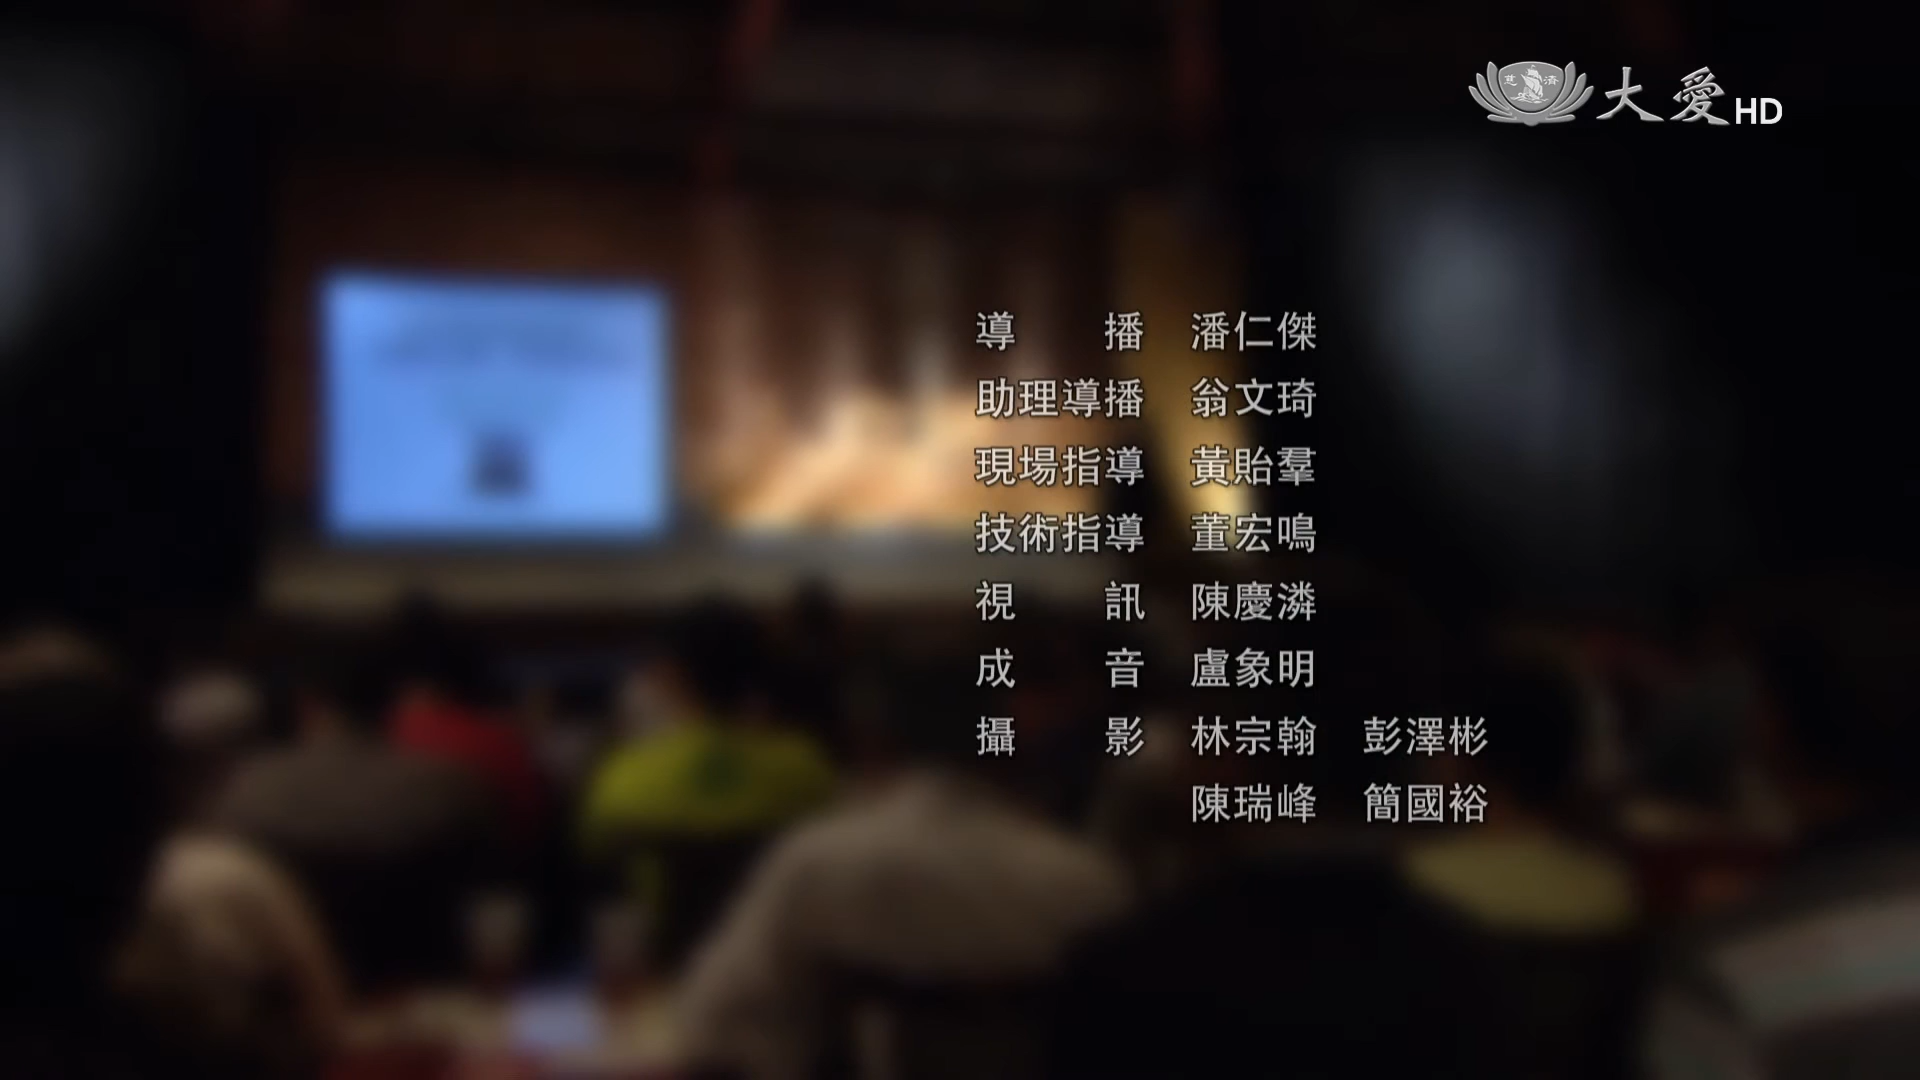 慈濟
大愛HD
導播 潘仁傑
助理導播 翁文琦
現場指導 黃貽羣
技術指導 董宏鳴
視訊 陳慶潾
成音 盧象明
攝影 林宗翰 彭澤彬
陳瑞峰 簡國裕